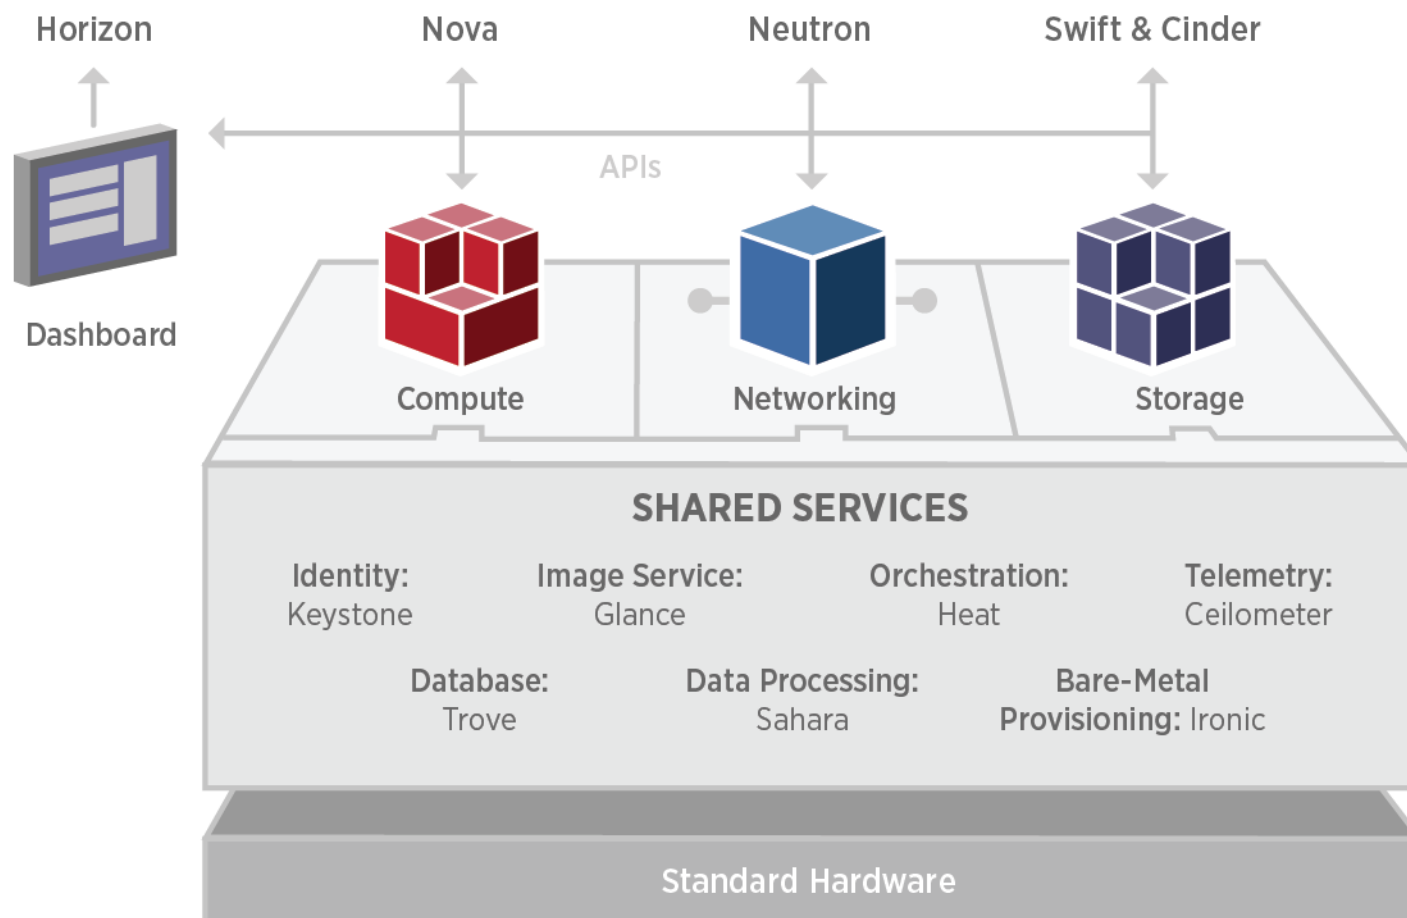 Horizon
Nova
Neutron
Swift & Cinder
APIs
Dashboard
Compute
Networking
Storage
SHARED SERVICES
Identity:
Keystone
Image Service:
Glance
Orchestration:
Heat
Telemetry:
Ceilometer
Database:
Trove
Data Processing:
Sahara
Bare-Metal
Provisioning: Ironic
Standard Hardware